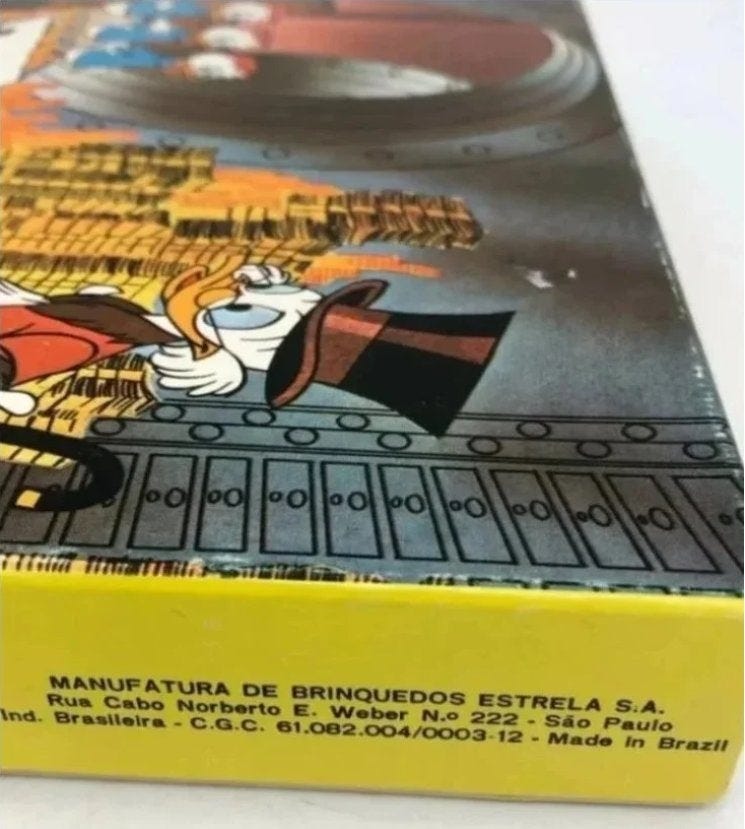 MANUFATURA DE BRINQUEDOS ESTRELA S.A.
Rua Cabo Norberto E. Weber N.o 222 - São Paulo
Ind. Brasileira - C.G.C. 61.082.004/0003-12 - Made in Brazil